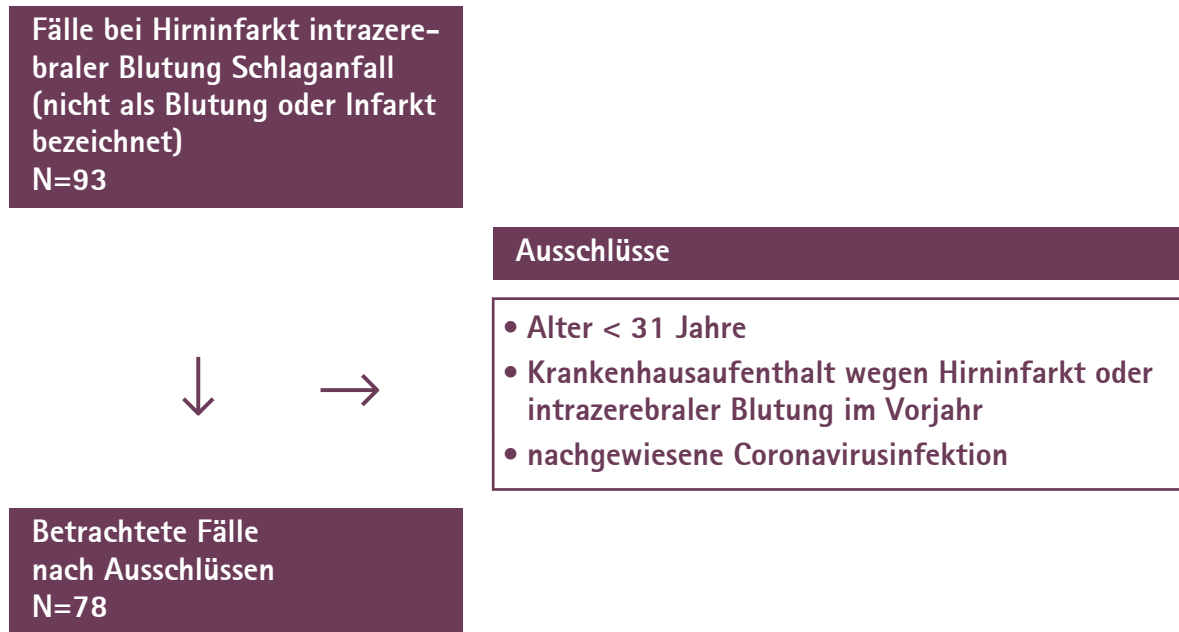 Fälle bei Hirninfarkt intrazere-
braler Blutung Schlaganfall
(nicht als Blutung oder Infarkt
bezeichnet)
N=93
Ausschlüsse
• Alter < 31 Jahre
• Krankenhausaufenthalt wegen Hirninfarkt oder
intrazerebraler Blutung im Vorjahr
• nachgewiesene Coronavirusinfektion
Betrachtete Fälle
nach Ausschlüssen
N=78